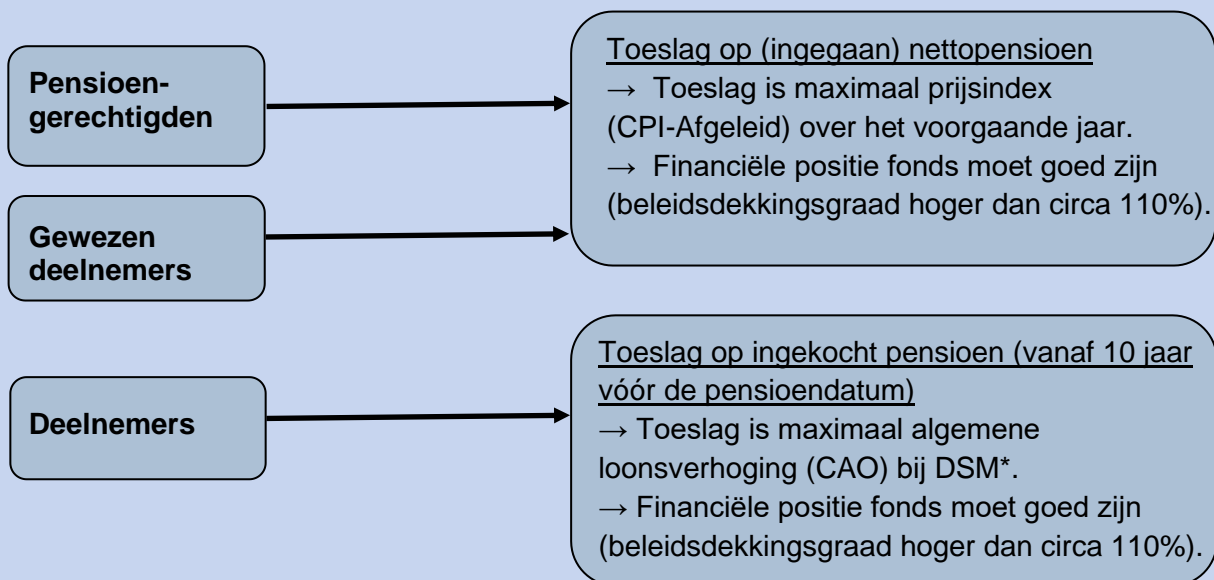 Pensioen-
gerechtigden
Toeslag op (ingegaan) nettopensioen
→ Toeslag is maximaal prijsindex
(CPI-Afgeleid) over het voorgaande jaar.
→ Financiële positie fonds moet goed zijn
(beleidsdekkingsgraad hoger dan circa 110%).
Gewezen
deelnemers
Deelnemers
Toeslag op ingekocht pensioen (vanaf 10 jaar
vóór de pensioendatum)
→ Toeslag is maximaal algemene
loonsverhoging (CAO) bij DSM*.
→ Financiële positie fonds moet goed zijn
(beleidsdekkingsgraad hoger dan circa 110%).